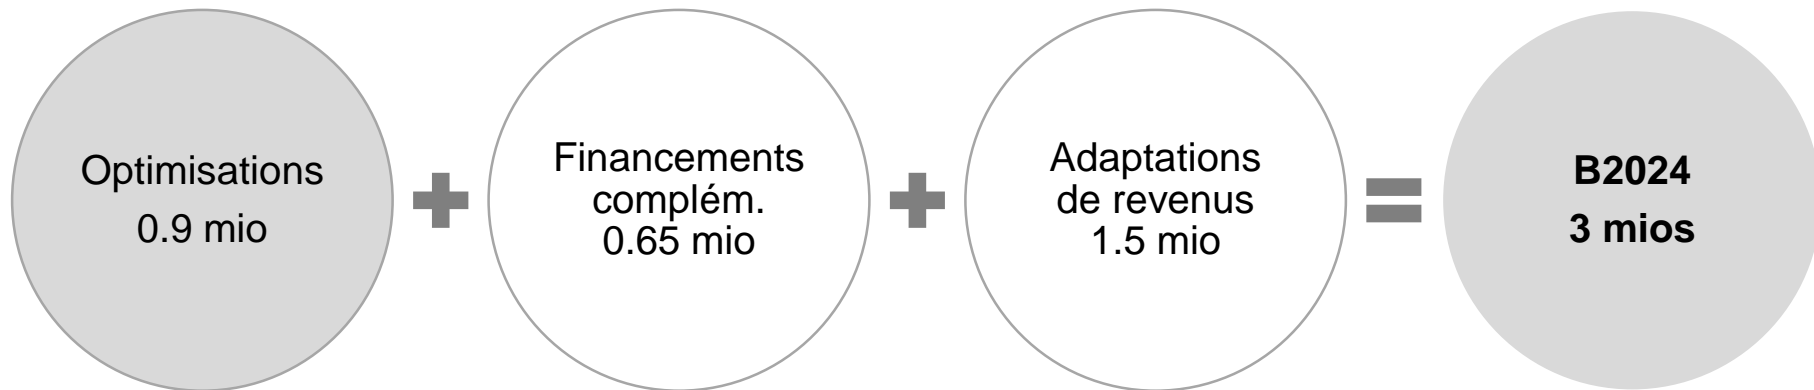 Optimisations
0.9 mio
Financements
complém.
0.65 mio
Adaptations
de revenus
1.5 mio
B2024
3 mios